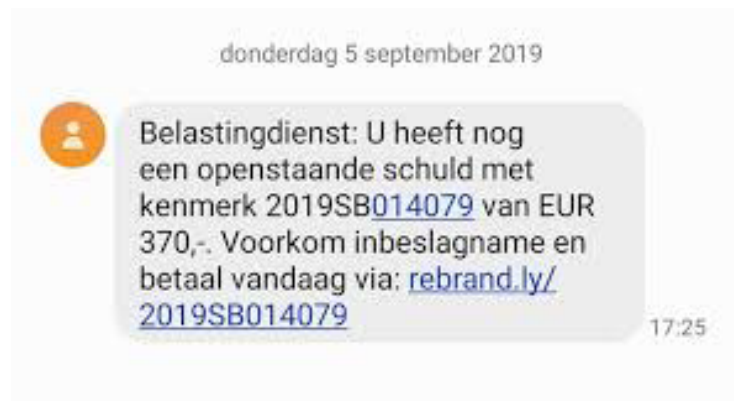 donderdag 5 september 2019
Belastingdienst: U heeft nog
een openstaande schuld met
kenmerk 2019SB014079 van EUR
370,-. Voorkom inbeslagname en
betaal vandaag via: rebrand.ly/
2019SB014079
17:25